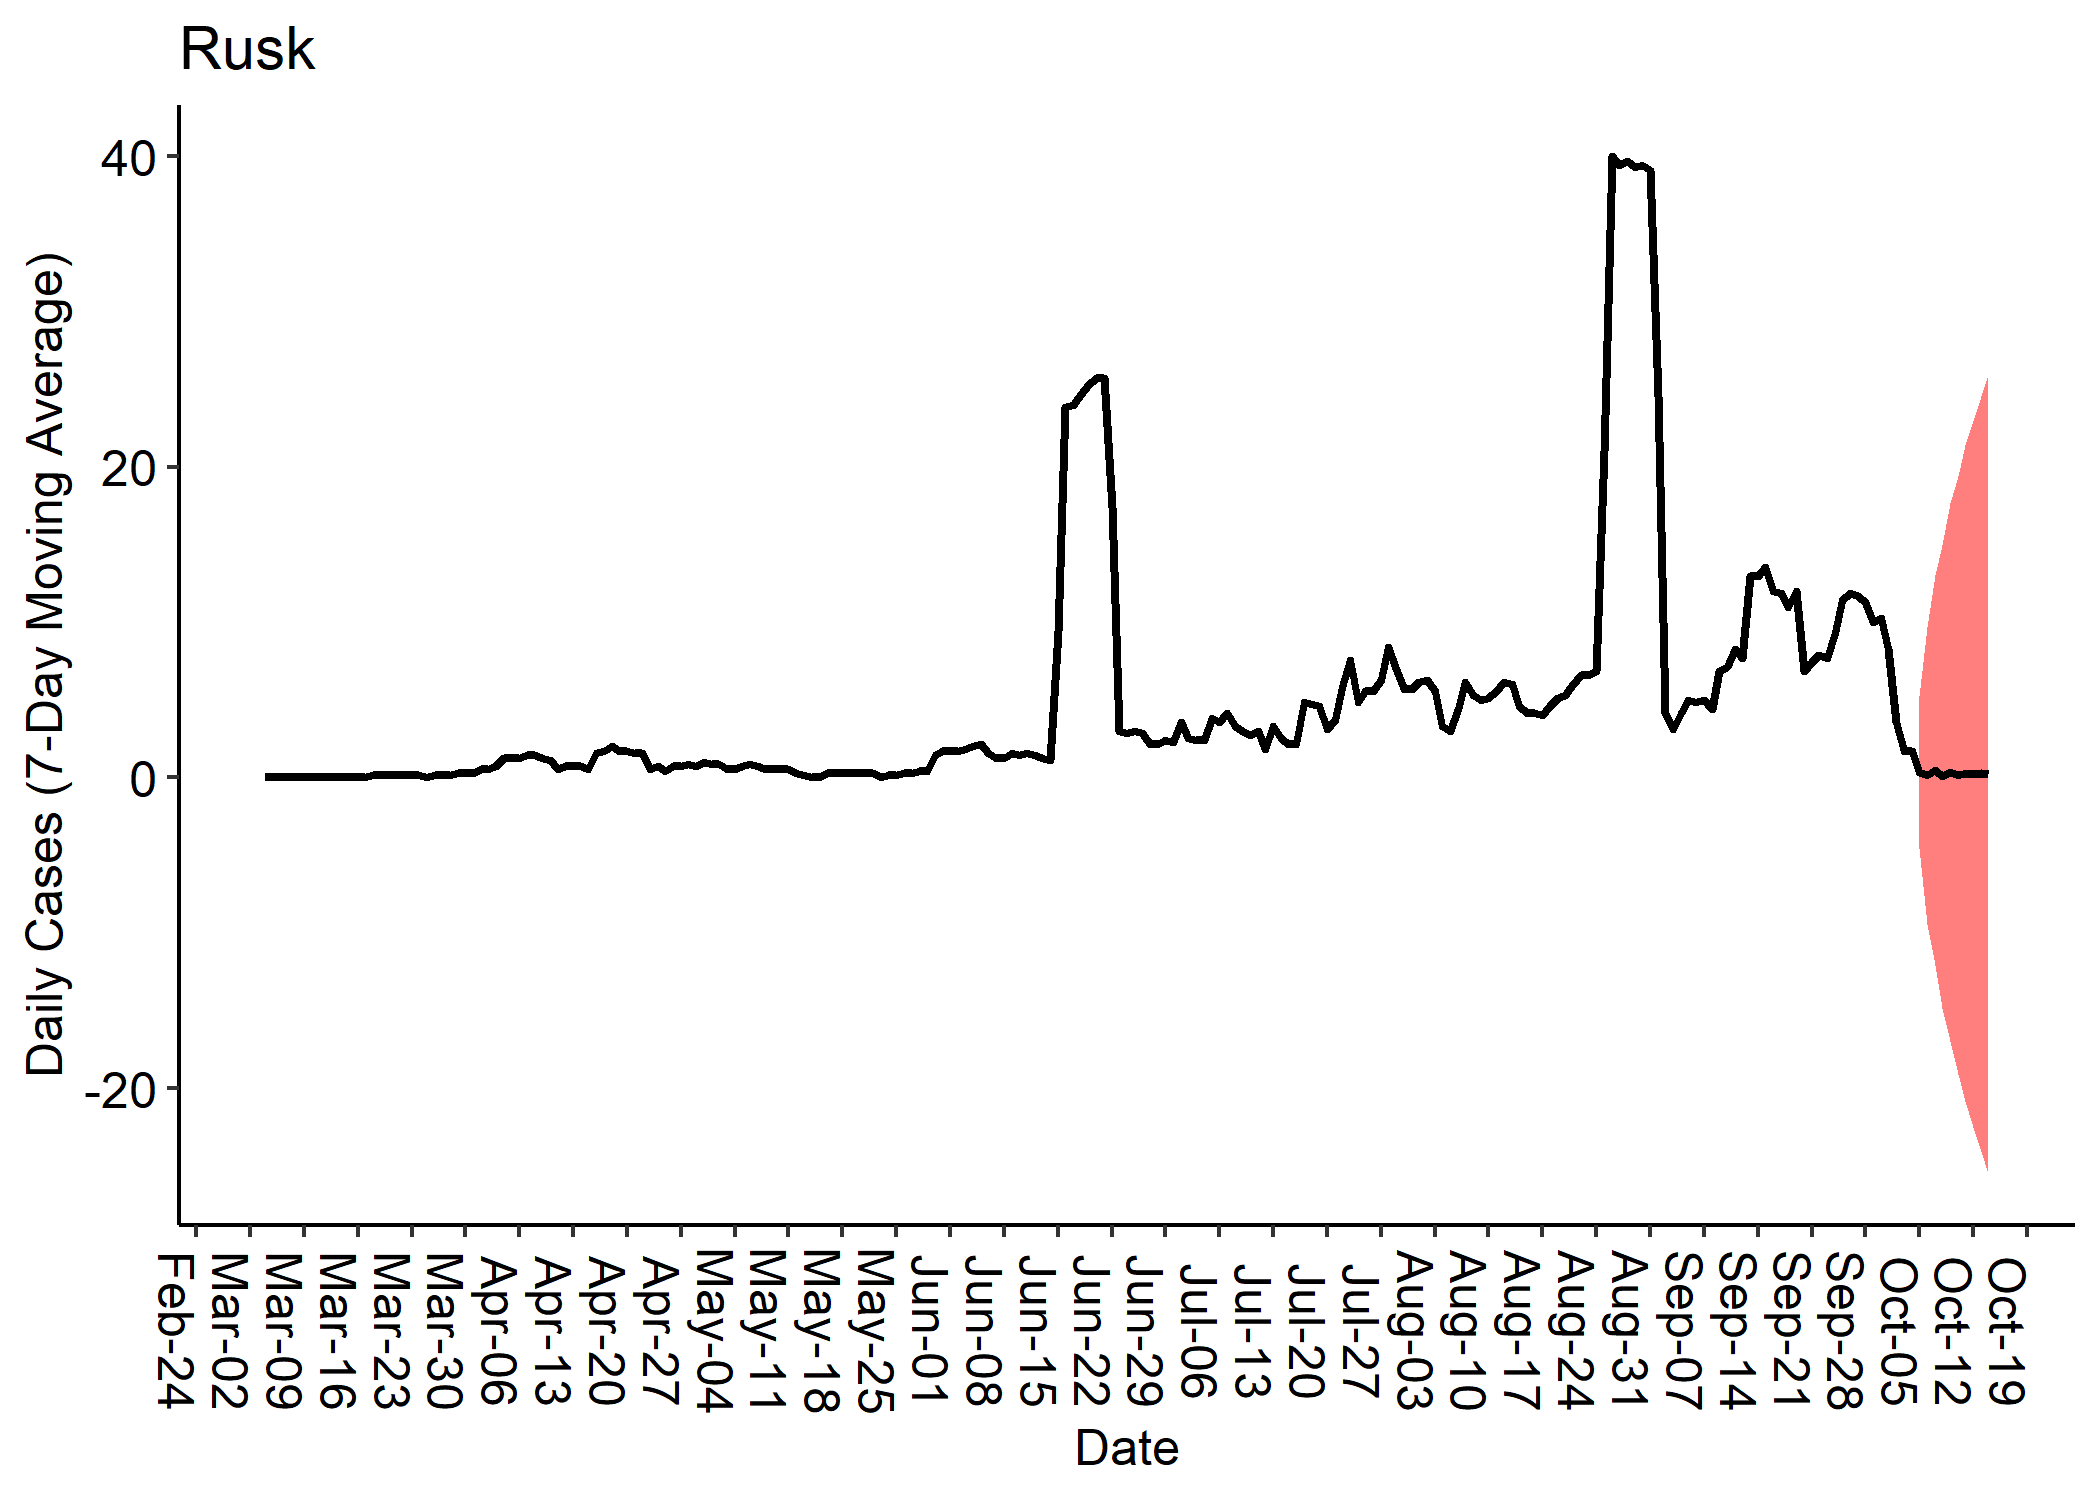 Rusk
Daily Cases (7-Day Moving Average)
40
20
0
-20
Feb-24
Mar-02
Mar-09
Mar-16
Mar-23
Mar-30
Apr-06
Apr-13
Apr-20
Apr-27
May-04
May-11
May-18
May-25
Jun-01
Jun-08
Jun-15
Jun-22
Jun-29
Jul-06
Jul-13
Jul-20
Jul-27
Aug-03
Aug-10
Aug-17
Aug-24
Aug-31
Sep-07
Sep-14
Sep-21
Sep-28
Oct-05
Oct-12
Oct-19
Date